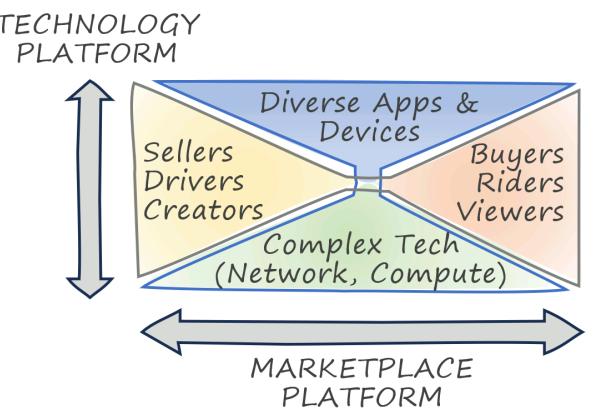 TECHNOLOGY
PLATFORM
Diverse Apps &
Devices
Sellers
Drivers
Creators
Buyers
Riders
Viewers
Complex Tech
(Network, Compute)
MARKETPLACE
PLATFORM